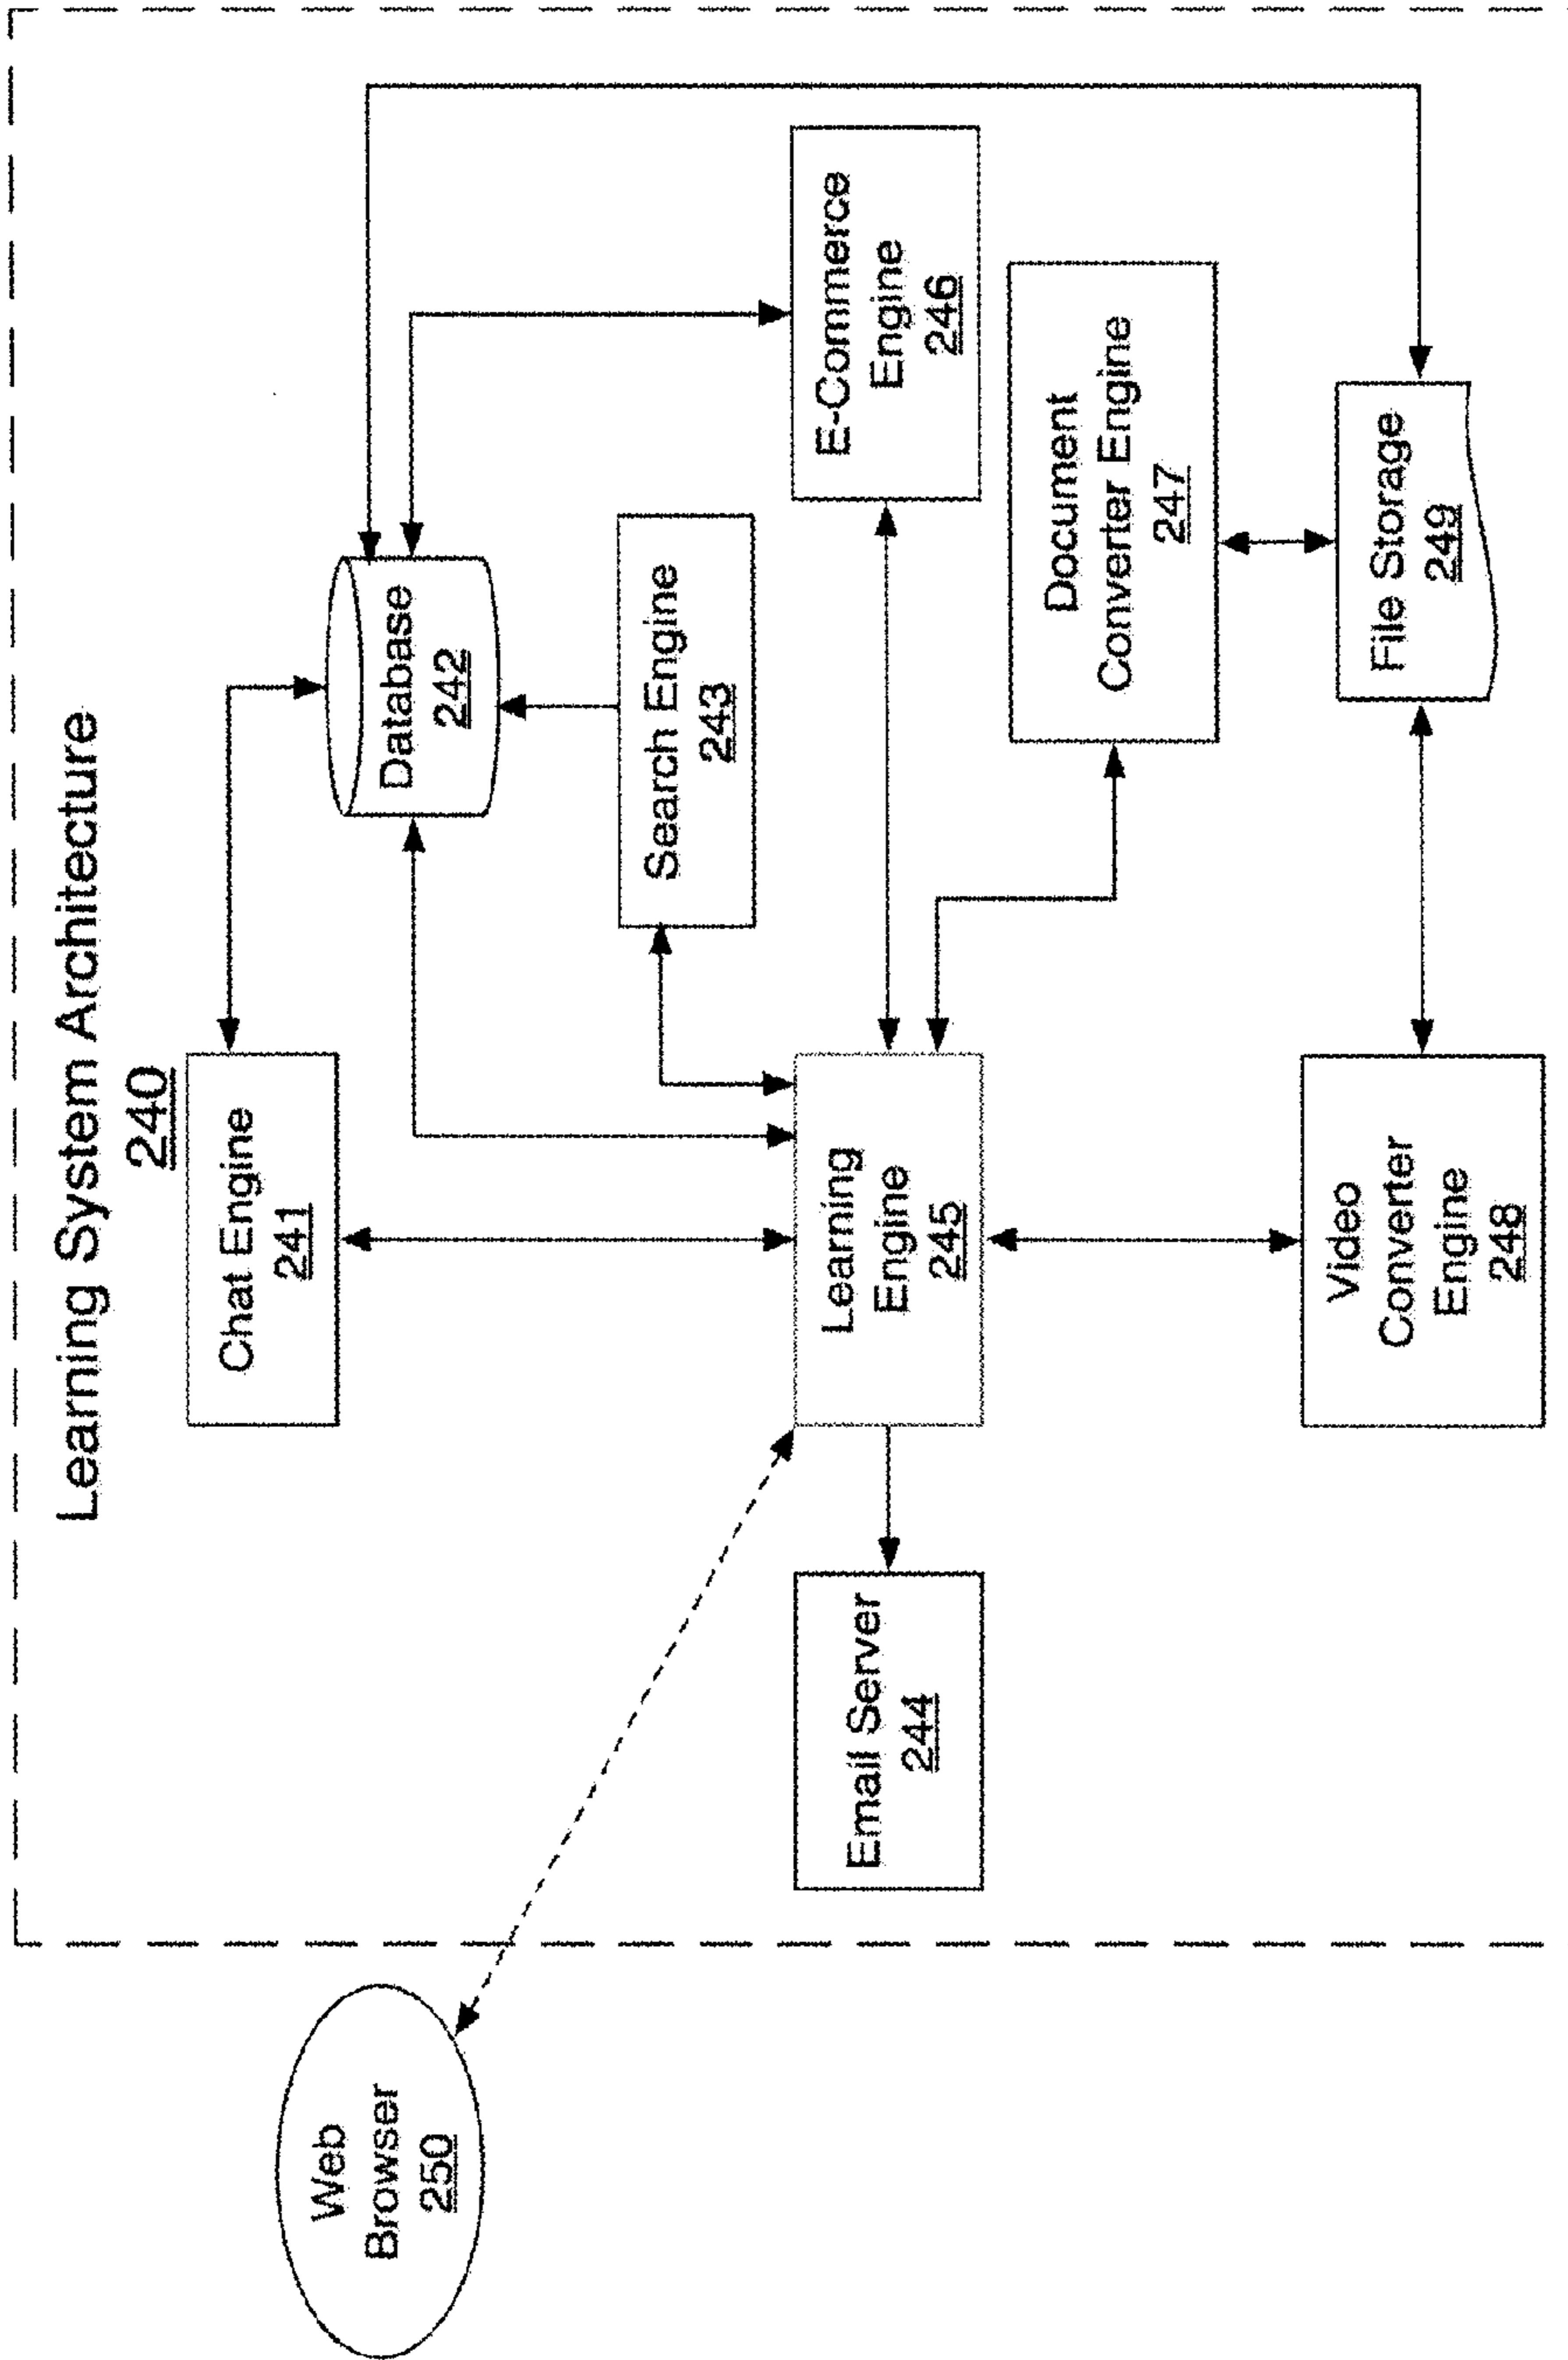 Learning System Architecture
240
Web
Browser
250
Chat Engine
241
Database
242
Search Engine
243
Email Server
244
Learning
Engine
245
E-Commerce
Engine
246
Document
Converter Engine
247
Video
Converter
Engine
248
File Storage
249